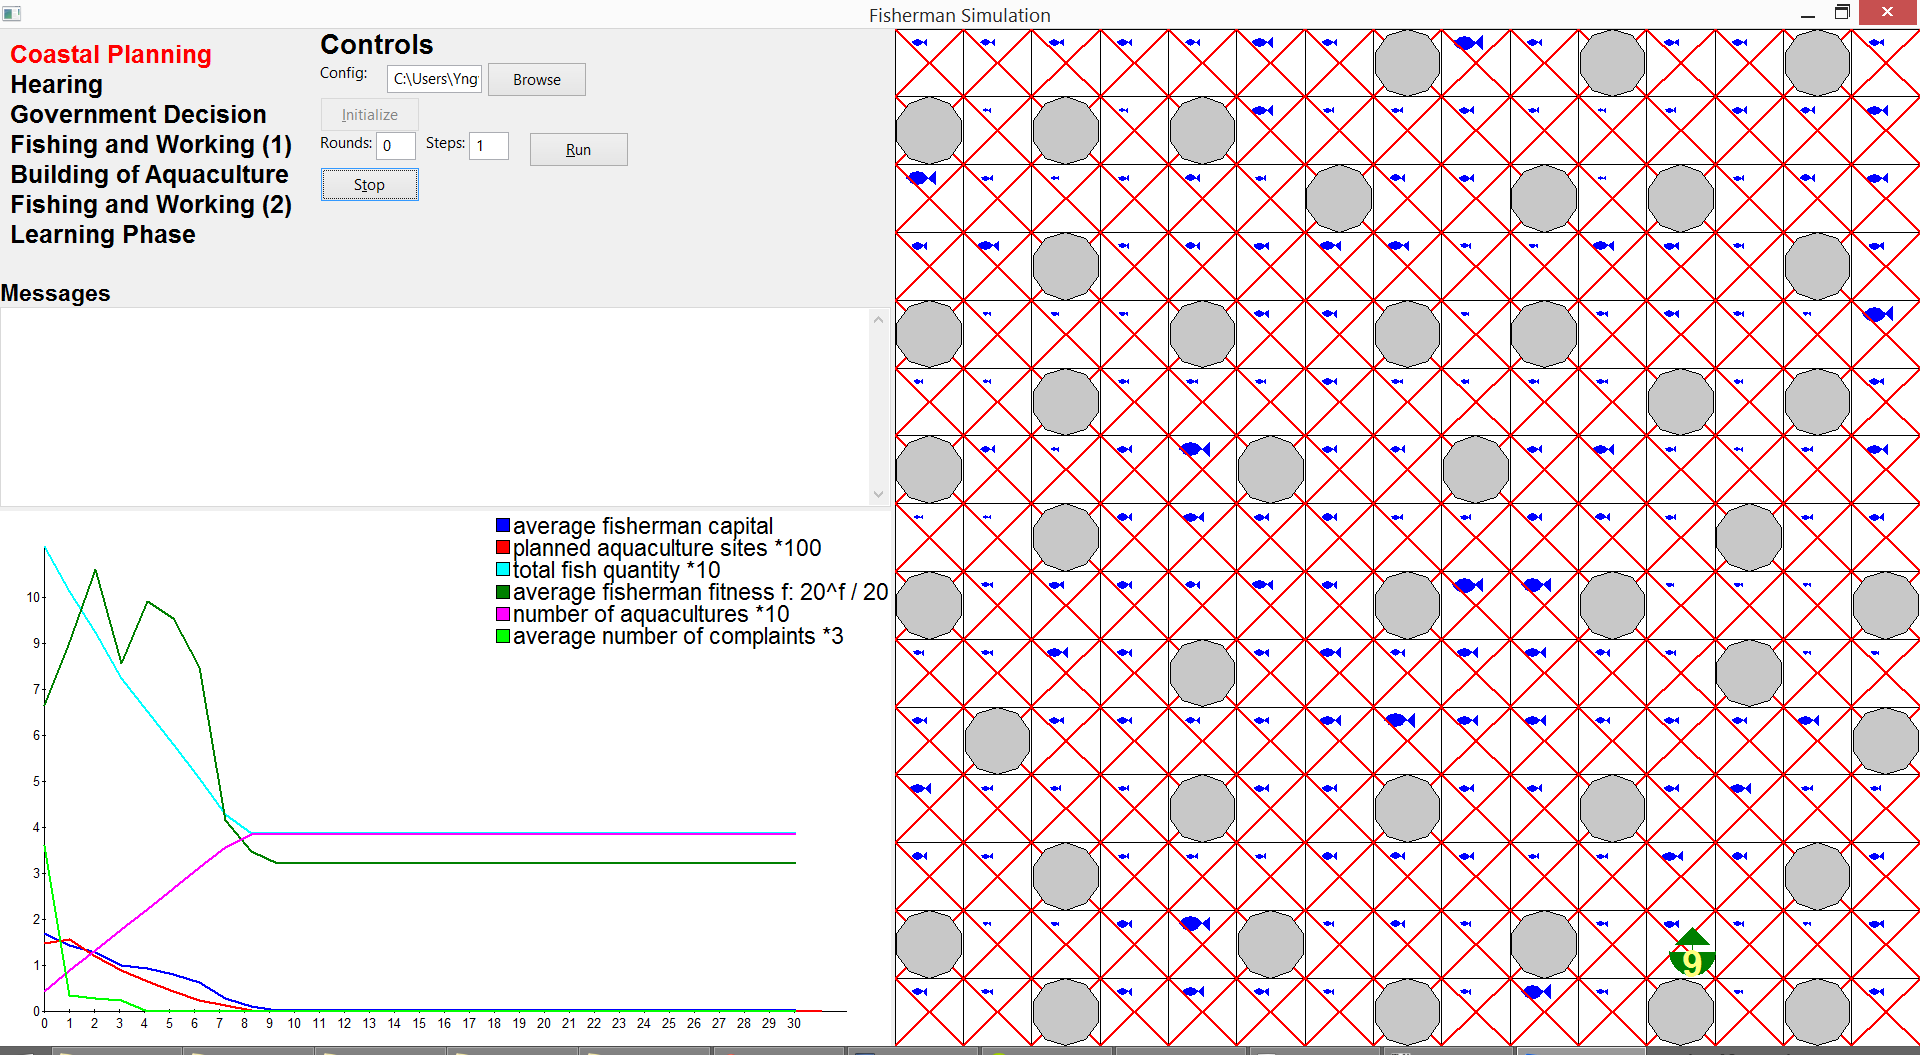 Fisherman Simulation
Coastal Planning
Hearing
Government Decision
Fishing and Working (1)
Building of Aquaculture
Fishing and Working (2)
Learning Phase
Controls
Config: C:\Users\Yng Browse
Initialize
Rounds: 0 Steps: 1 Run
Stop
Messages
average fisherman capital
planned aquaculture sites *100
total fish quantity *10
average fisherman fitness f: 20^f / 20
number of aquacultures *10
average number of complaints *3
10
9
8
7
6
5
4
3
2
1
0
0 1 2 3 4 5 6 7 8 9 10 11 12 13 14 15 16 17 18 19 20 21 22 23 24 25 26 27 28 29 30
9